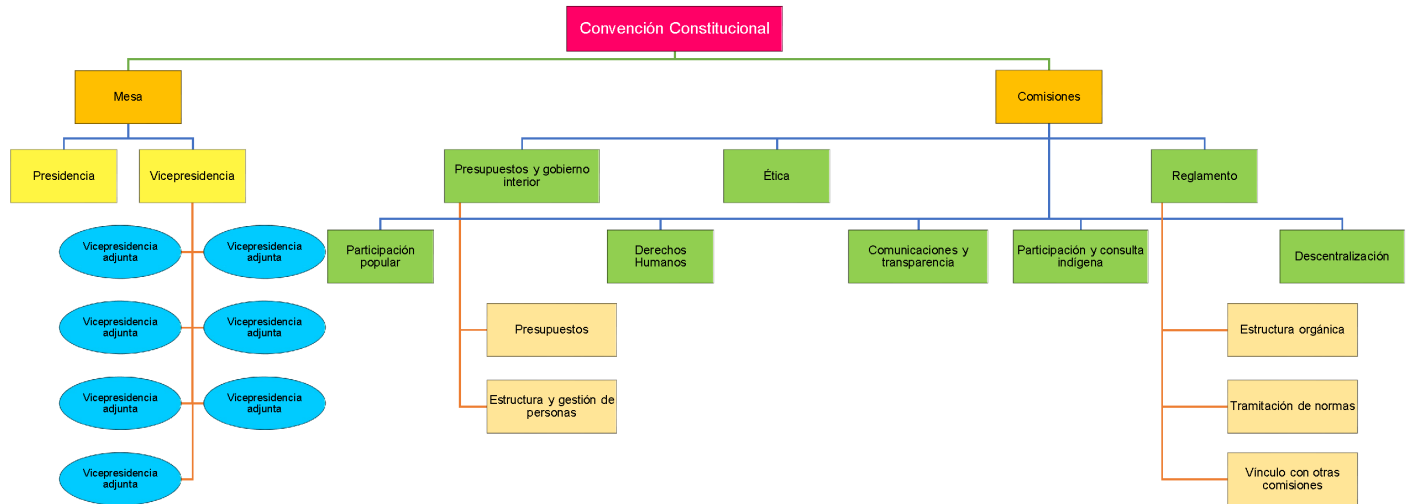 Convención Constitucional
Mesa
Comisiones
Presidencia
Vicepresidencia
Presupuestos y gobierno
interior
Ética
Reglamento
Vicepresidencia
adjunta
Vicepresidencia
adjunta
Participación
popular
Derechos
Humanos
Comunicaciones y
transparencia
Participación y consulta
indígena
Descentralización
Vicepresidencia
adjunta
Vicepresidencia
adjunta
Presupuestos
Estructura orgánica
Vicepresidencia
adjunta
Vicepresidencia
adjunta
Estructura y gestión de
personas
Tramitación de normas
Vicepresidencia
adjunta
Vínculo con otras
comisiones